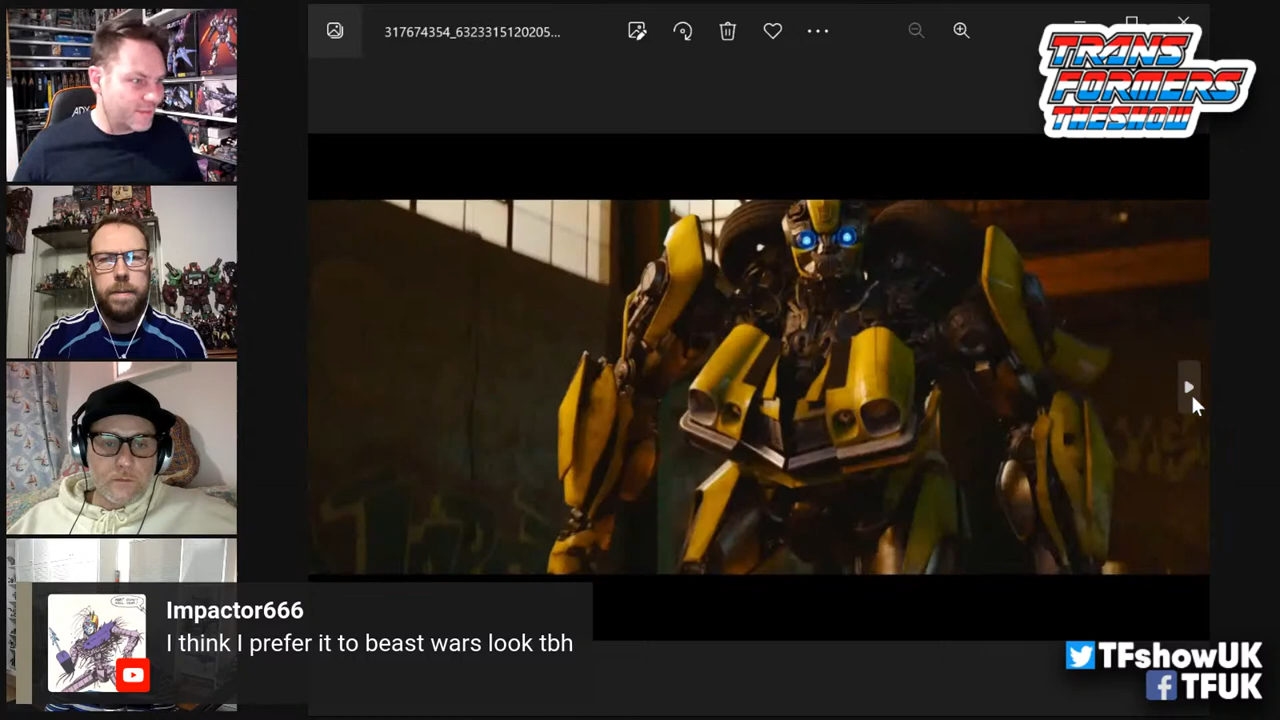 317674354_6323315120205...
TRANS
FORMERS
THE SHOW
Impactor666
I think I prefer it to beast wars look tbh
TFshowUK
TFUK